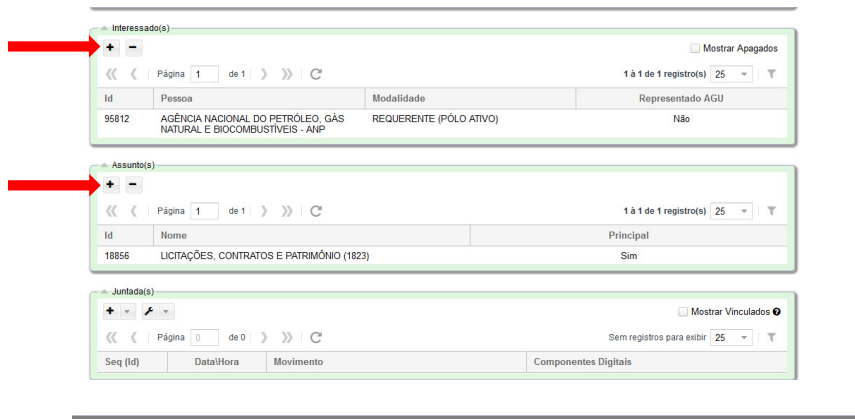 Interessado(s)
Mostrar Apagados
Página 1 de 1 1 à 1 de 1 registro(s) 25
Id Pessoa Modalidade Representado AGU
95812 AGÊNCIA NACIONAL DO PETRÓLEO, GÁS REQUERENTE (PÓLO ATIVO) Não
NATURAL E BIOCOMBUSTÍVEIS - ANP
Assunto(s)
Página 1 de 1 1 à 1 de 1 registro(s) 25
Id Nome Principal
18856 LICITAÇÕES, CONTRATOS E PATRIMÔNIO (1823) Sim
Juntada(s)
Mostrar Vinculados
Página 0 de 0 Sem registros para exibir 25
Seq (Id) Data\Hora Movimento Componentes Digitais